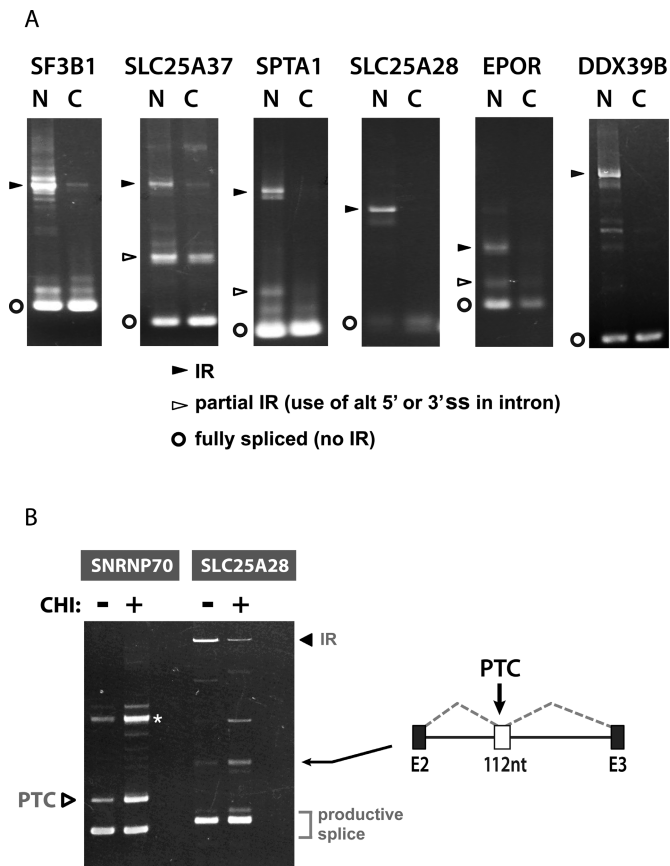 A
SF3B1 SLC25A37 SPTA1 SLC25A28 EPOR DDX39B
N C N C N C N C N C N C
IR
partial IR (use of alt 5' or 3'ss in intron)
fully spliced (no IR)
B
SNRNP70 SLC25A28
CHI: - + - +
IR
*
PTC
PTC
E2 112nt E3
productive
splice